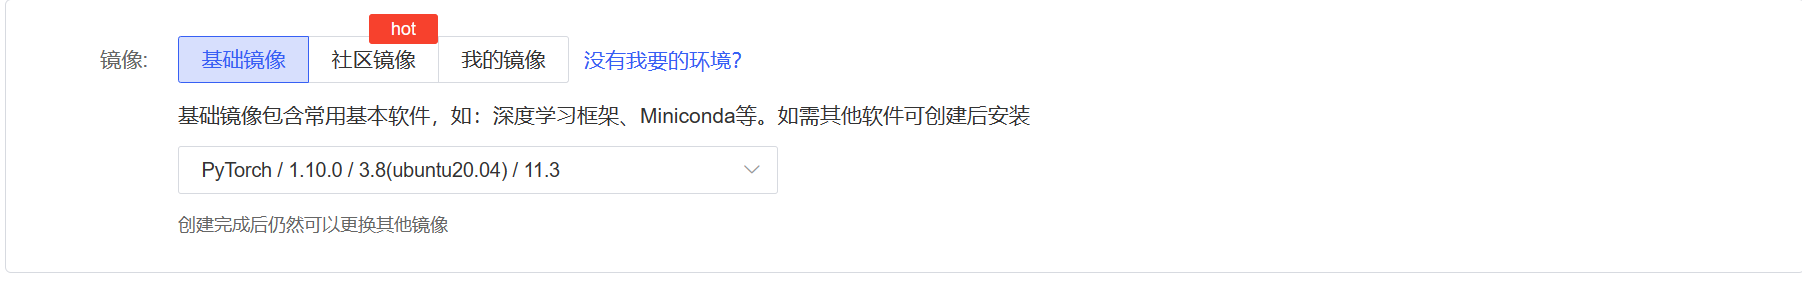 hot
镜像: 基础镜像 社区镜像 我的镜像 没有我要的环境？
基础镜像包含常用基本软件，如：深度学习框架、Miniconda等。如需其他软件可创建后安装
PyTorch / 1.10.0 / 3.8(ubuntu20.04) / 11.3
创建完成后仍然可以更换其他镜像